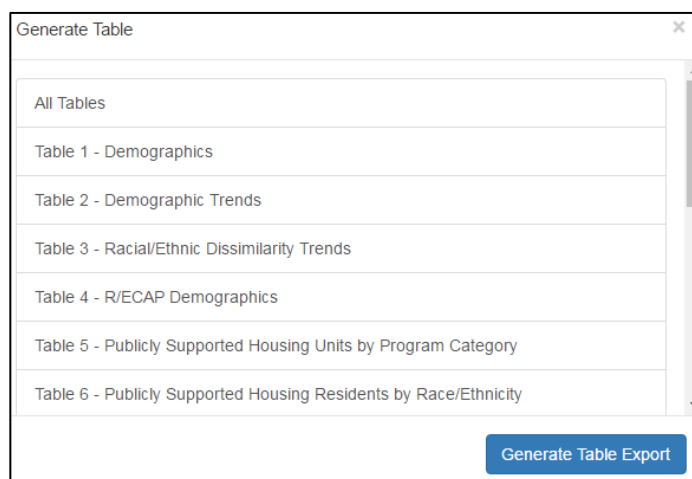 Generate Table ×
All Tables
Table 1 - Demographics
Table 2 - Demographic Trends
Table 3 - Racial/Ethnic Dissimilarity Trends
Table 4 - R/ECAP Demographics
Table 5 - Publicly Supported Housing Units by Program Category
Table 6 - Publicly Supported Housing Residents by Race/Ethnicity
Generate Table Export